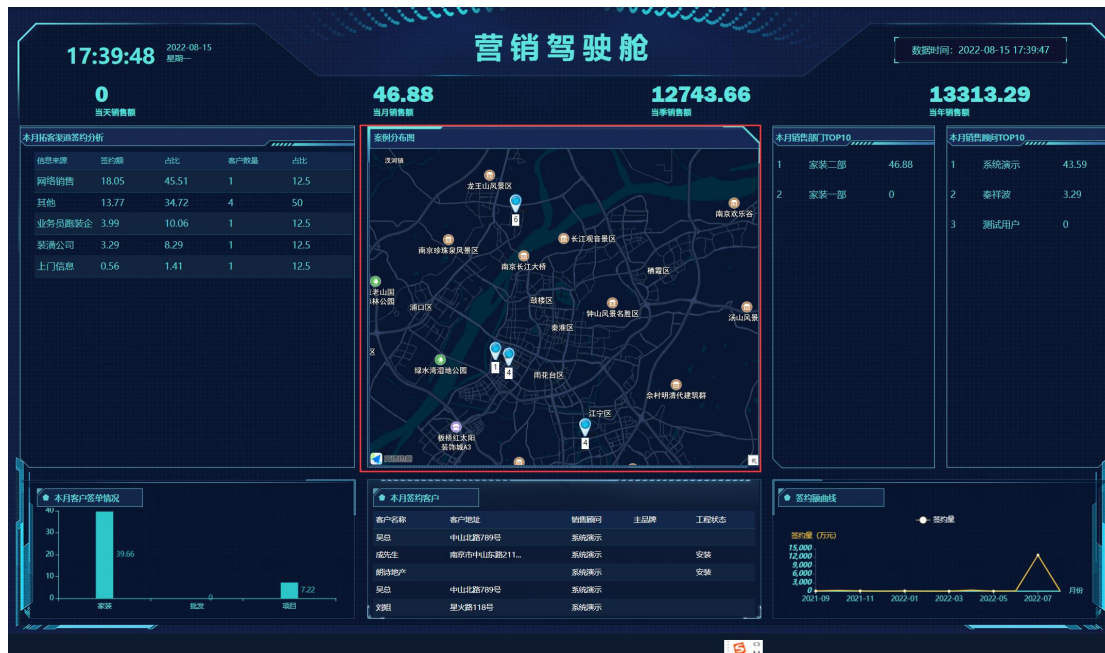 营销驾驶舱
17:39:48
2022-08-15
星期一
数据时间: 2022-08-15 17:39:47
0
当天销售额
46.88
当月销售额
12743.66
当季销售额
13313.29
当年销售额
本月拓客渠道签约分析
信息来源 签约额 占比 客户数量 占比
网络销售 18.05 45.51 1 12.5
其他 13.77 34.72 4 50
业务员跑装企 3.99 10.06 1 12.5
装潢公司 3.29 8.29 1 12.5
上门信息 0.56 1.41 1 12.5
案例分布图
汊河镇
龙王山风景区
6
南京欢乐谷
南京珍珠泉风景区
长江观音景区
南京长江大桥
栖霞区
老山国
林公园
浦口区
鼓楼区
钟山风景名胜区
汤山风景
秦淮区
区
绿水湾湿地公园
1
4
雨花台区
佘村明清代建筑群
江宁区
板桥红太阳
装饰城A3
4
高德地图
本月销售部门TOP10
1 家装二部 46.88
2 家装一部 0
本月销售顾问TOP10
1 系统演示 43.59
2 秦祥波 3.29
3 测试用户 0
本月客户签单情况
40
30
20
10
0
39.66
0
7.22
家装 批发 项目
本月签约客户
客户名称 客户地址 销售顾问 主品牌 工程状态
吴总 中山北路789号 系统演示
成先生 南京市中山东路211... 系统演示 安装
朗诗地产 系统演示 安装
吴总 中山北路789号 系统演示
刘姐 星火路118号 系统演示
签约额曲线
签约量
签约量 (万元)
15,000
12,000
9,000
6,000
3,000
0
2021-09 2021-11 2022-01 2022-03 2022-05 2022-07
月份